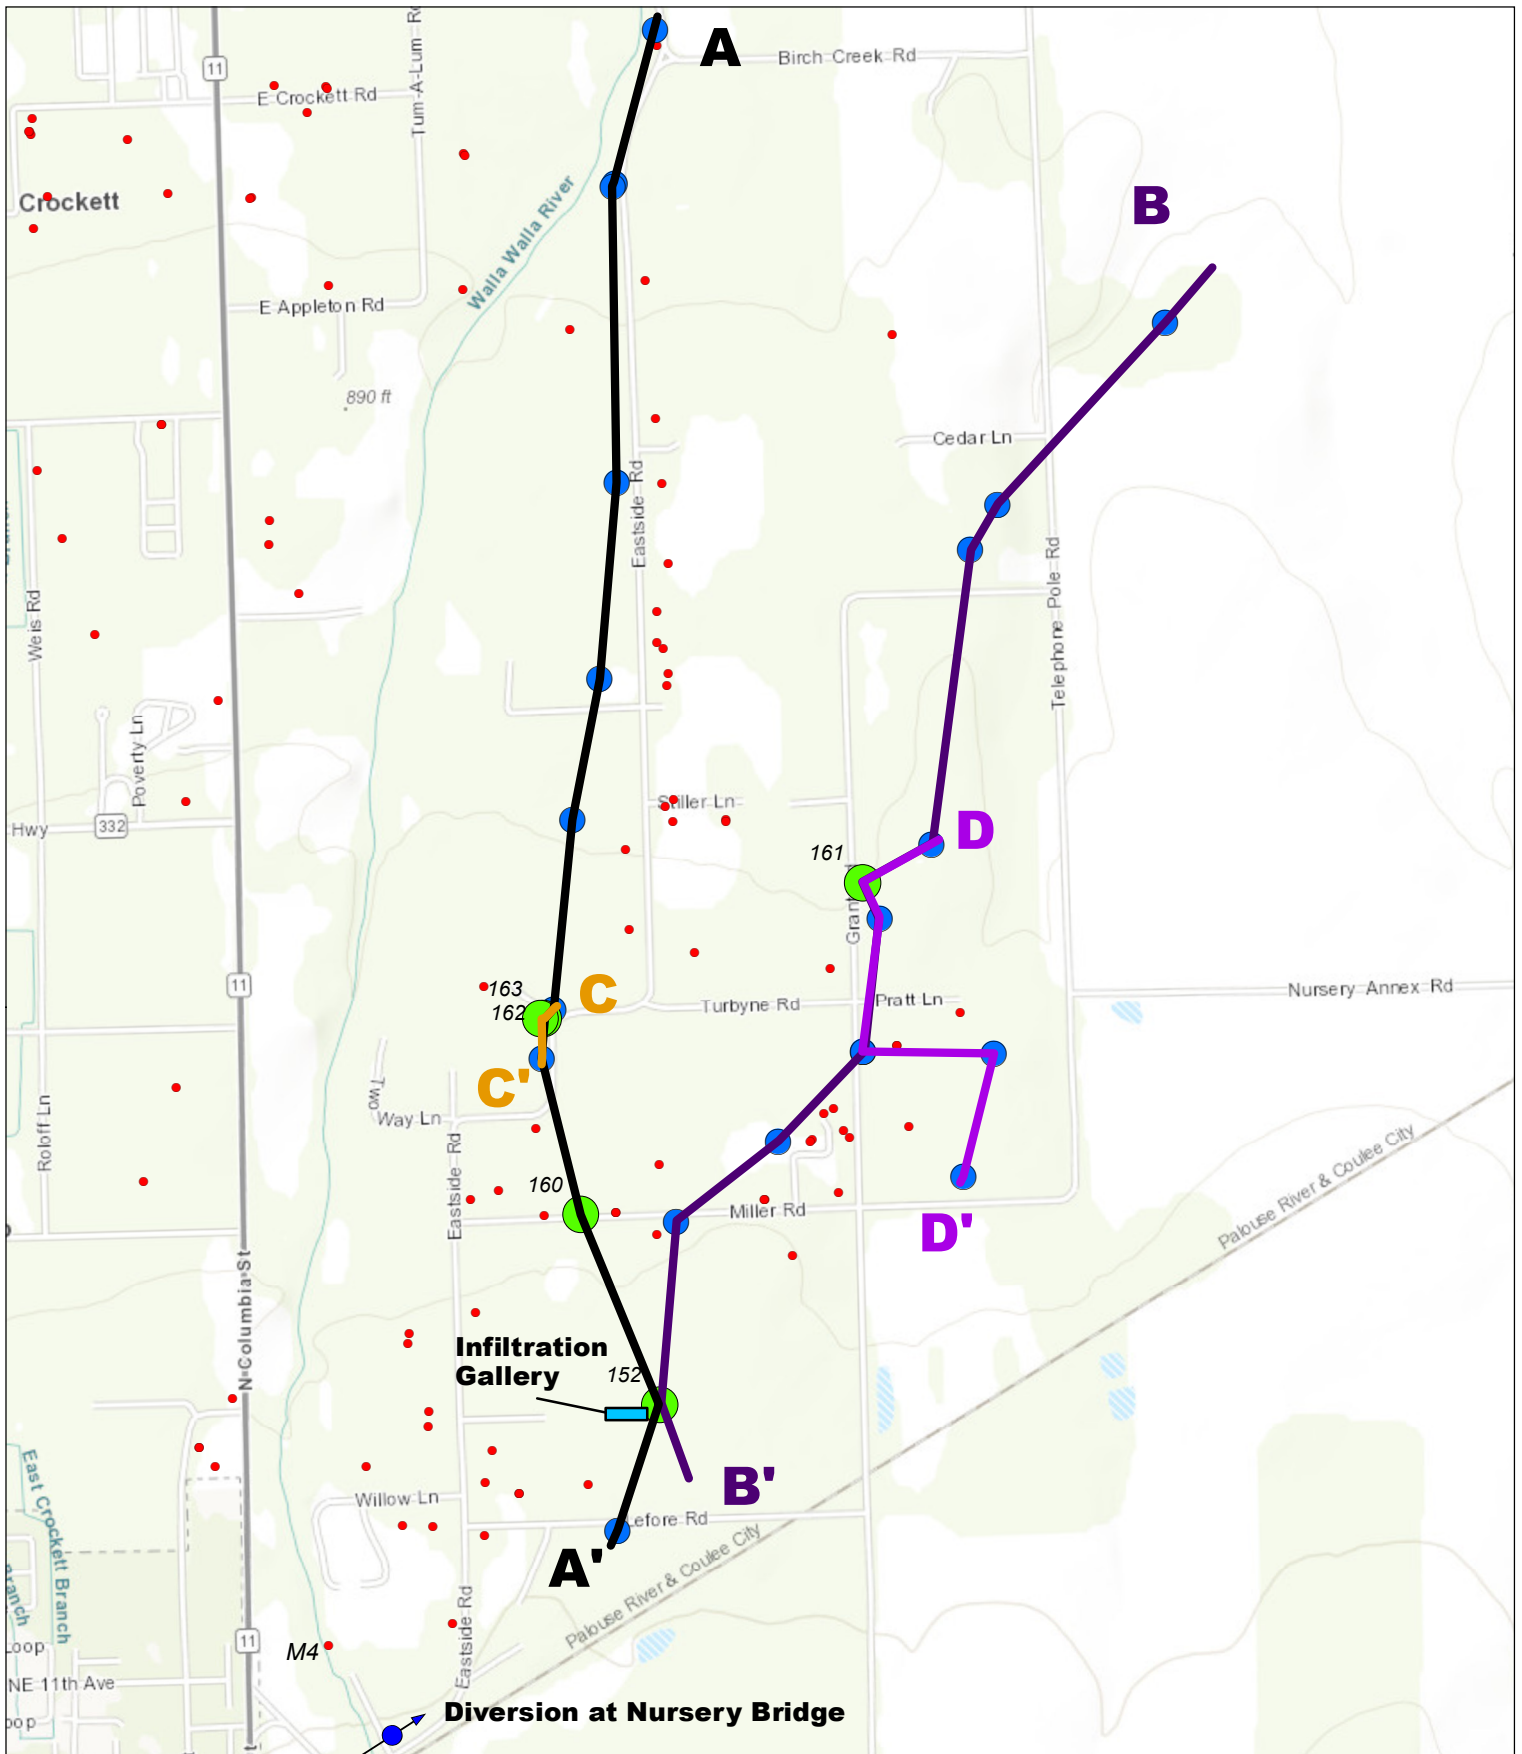 A
Birch Creek Rd
11
E Crockett Rd
Tum-A-Lum
Crockett
Walla Walla River
B
E Appleton Rd
890 ft
Cedar Ln
Eastside Rd
Telephone Pole Rd
Weis Rd
Poverty Ln
Stiller Ln
Hwy
332
D
161
Grant
163
C
11
162
Turbyne Rd
Pratt Ln
Nursery Annex Rd
C'
Two
Way Ln
Roloff Ln
Eastside Rd
160
Miller Rd
D'
Palouse River & Coulee City
N Columbia St
Infiltration
Gallery
152
B'
Willow Ln
Lefore Rd
A'
East Crockett Branch
Palouse River & Coulee City
Eastside Rd
11
M4
NE 11th Ave
Diversion at Nursery Bridge